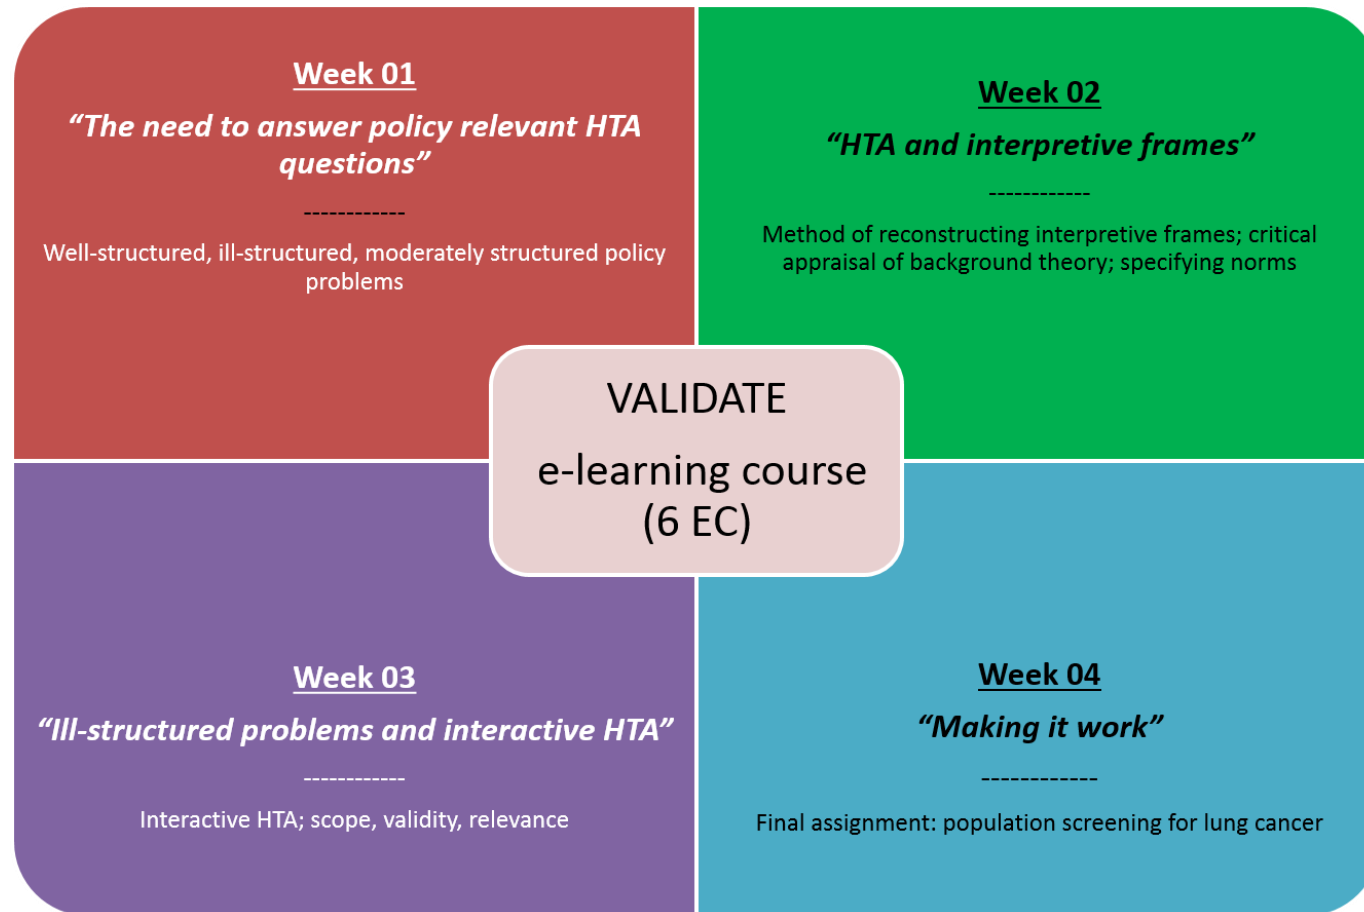 Week 01
“The need to answer policy relevant HTA
questions”
------------
Well-structured, ill-structured, moderately structured policy
problems
Week 02
“HTA and interpretive frames”
------------
Method of reconstructing interpretive frames; critical
appraisal of background theory; specifying norms
VALIDATE
e-learning course
(6 EC)
Week 03
“Ill-structured problems and interactive HTA”
------------
Interactive HTA; scope, validity, relevance
Week 04
“Making it work”
------------
Final assignment: population screening for lung cancer